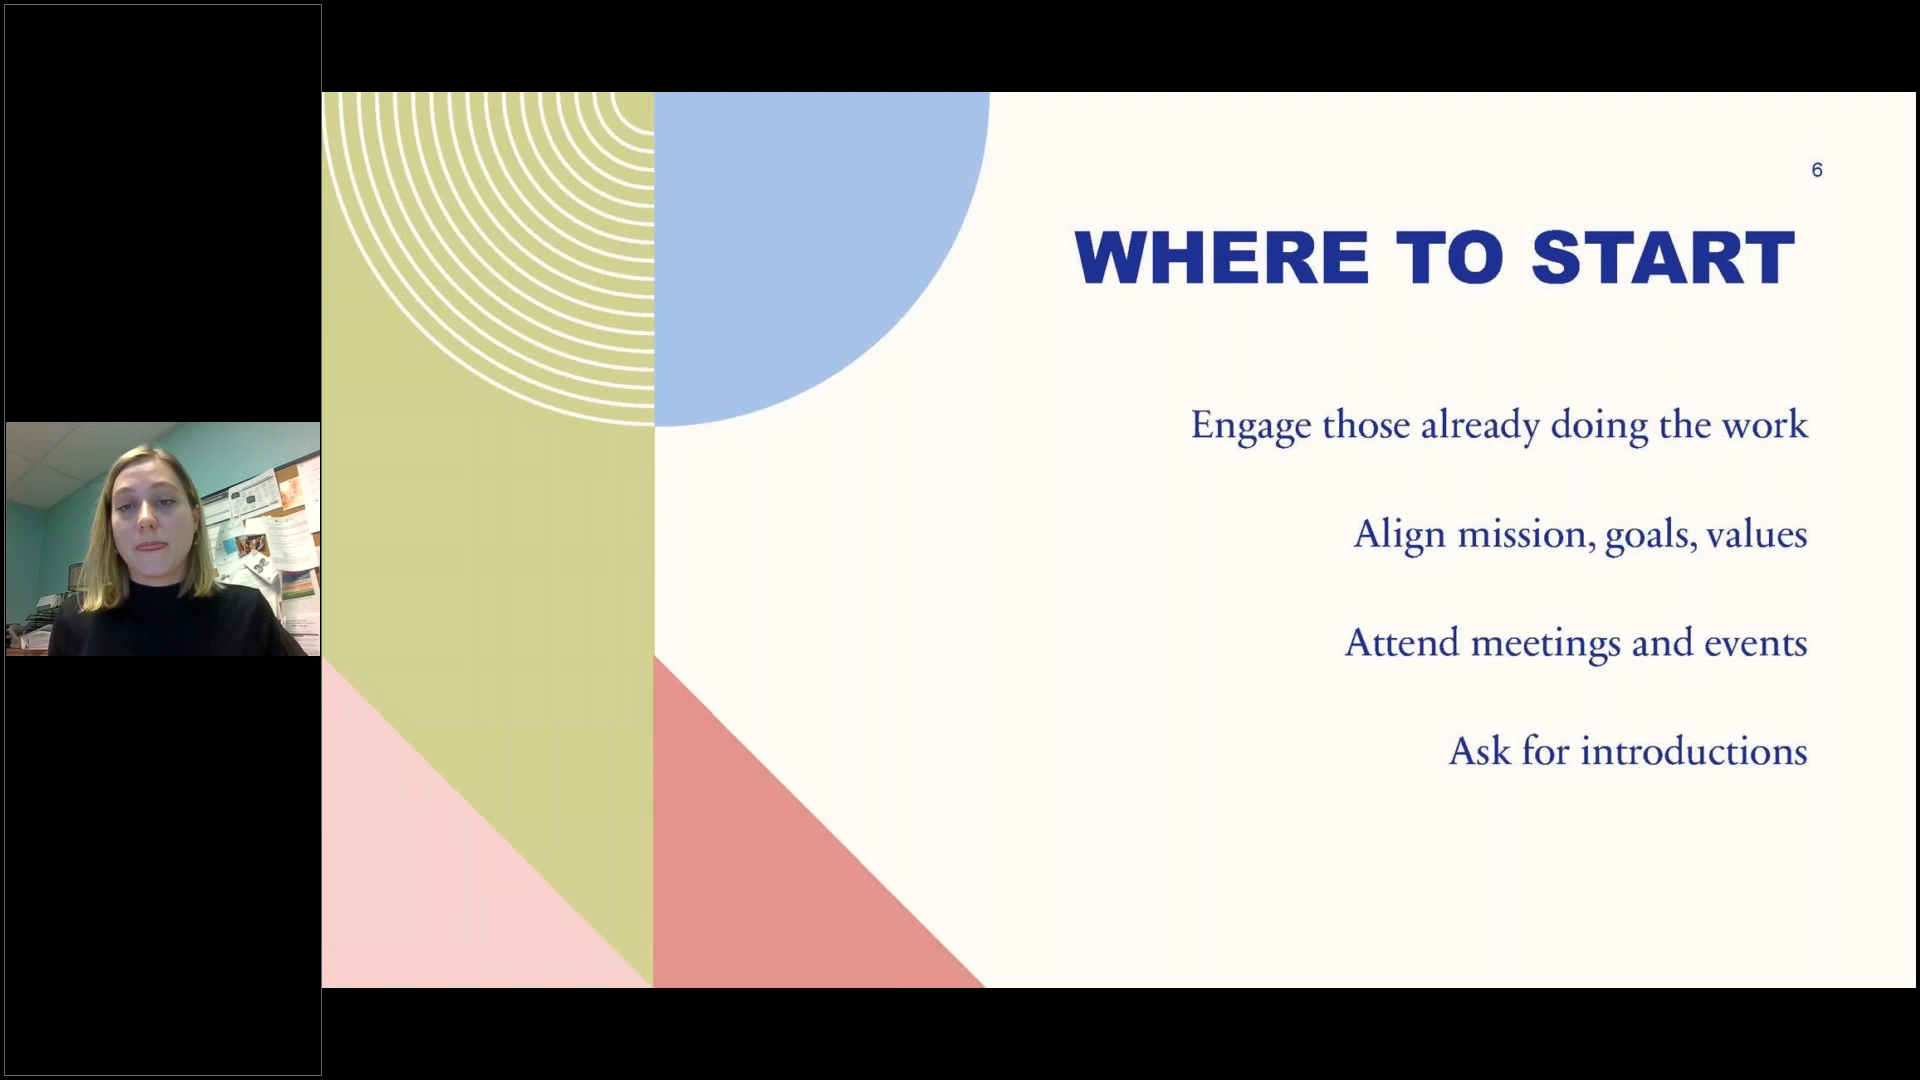 6
WHERE TO START
Engage those already doing the work
Align mission, goals, values
Attend meetings and events
Ask for introductions